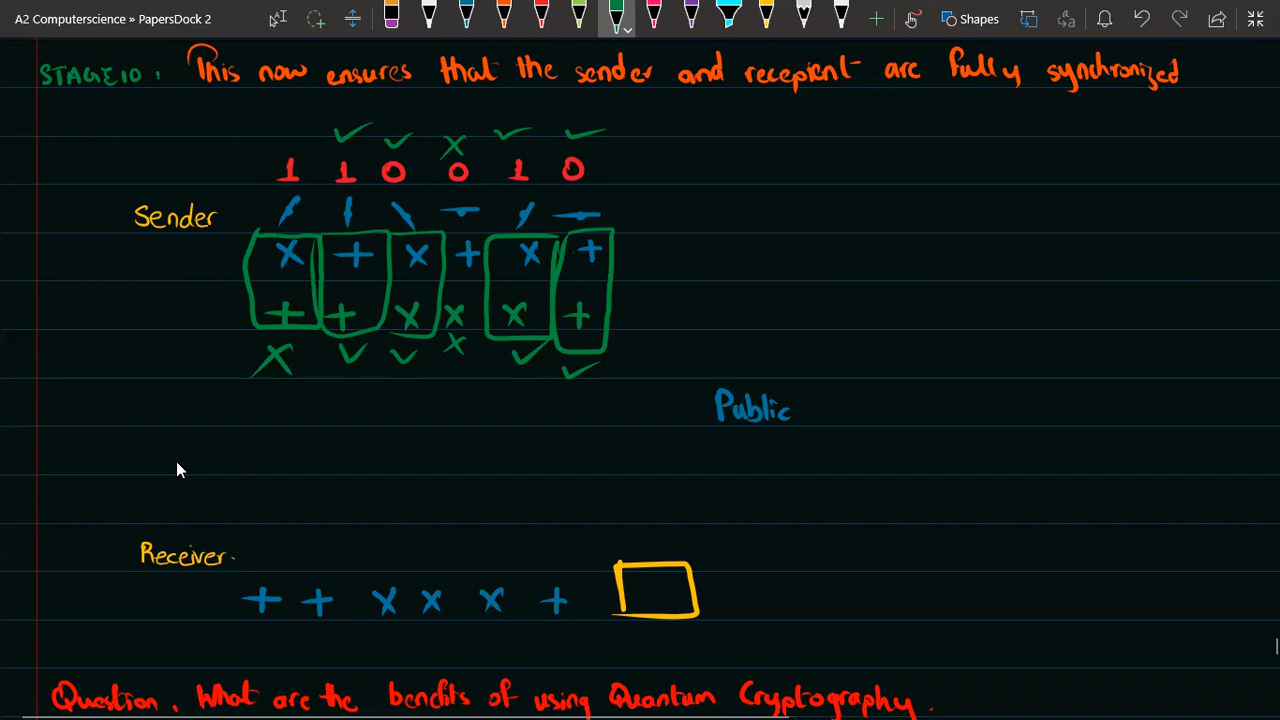 A2 Computerscience » PapersDock 2
Shapes
STAGE 10 : This now ensures that the sender and recepient are fully synchronized
✓ ✓ x ✓ ✓
1 1 0 0 1 0
Sender
x + x + x +
+ + x x x +
x ✓ ✓ x ✓ ✓
Public
Receiver.
+ + x x x +
Question. What are the benefits of using Quantum Cryptography.